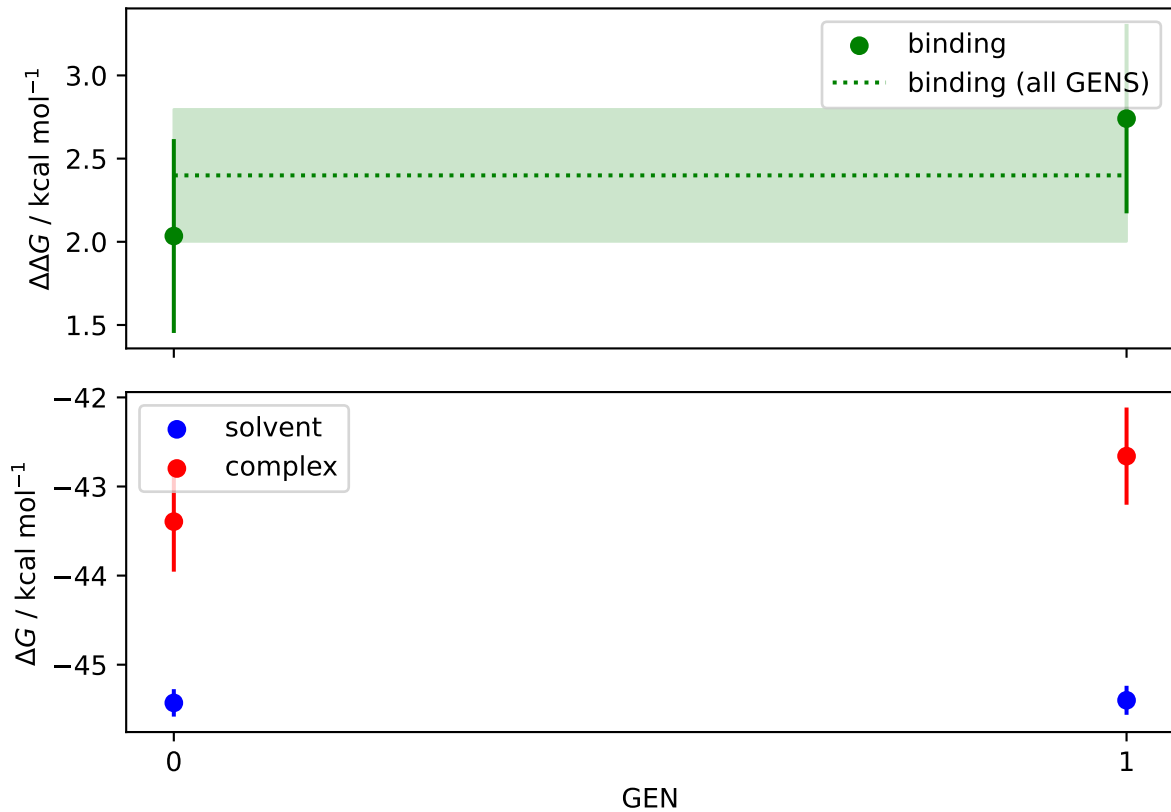 ΔΔG / kcal mol⁻¹
3.0
2.5
2.0
1.5
binding
binding (all GENS)
ΔG / kcal mol⁻¹
−42
−43
−44
−45
solvent
complex
0
1
GEN